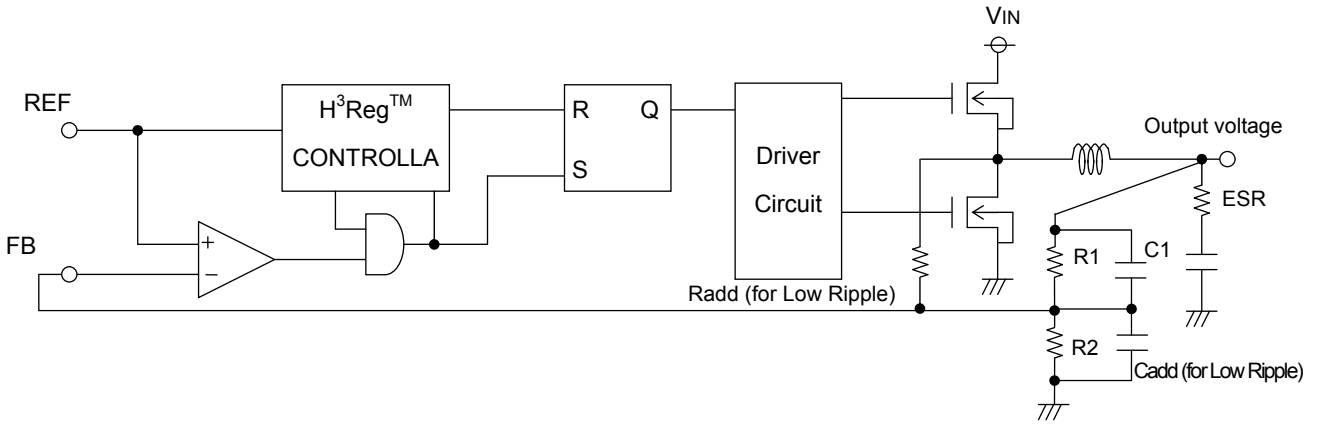 VIN
REF
H³Reg™
CONTROLLA
R
Q
S
Driver
Circuit
Output voltage
ESR
FB
+
−
R1
C1
Radd (for Low Ripple)
R2
Cadd (for Low Ripple)